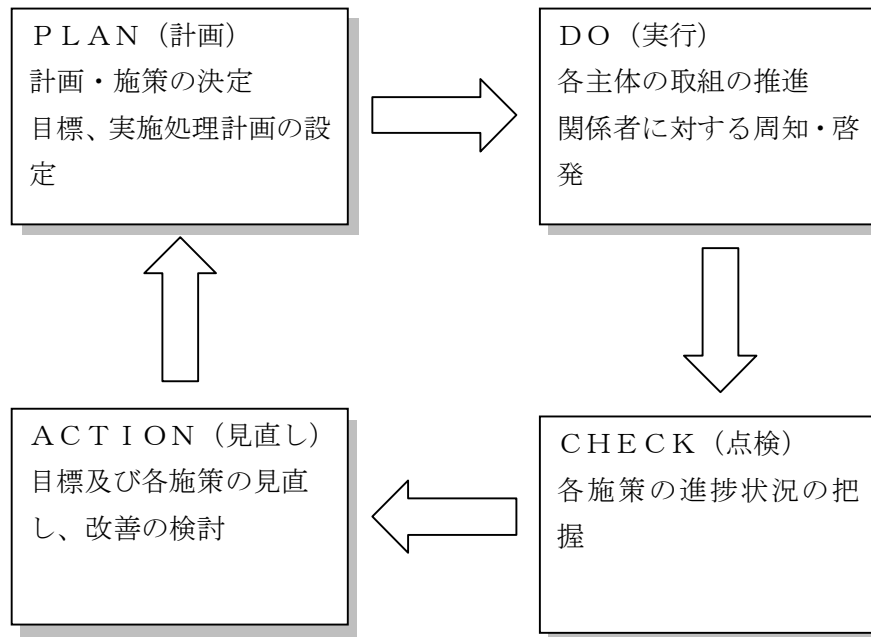 ＰＬＡＮ（計画）
計画・施策の決定
目標、実施処理計画の設
定
ＤＯ（実行）
各主体の取組の推進
関係者に対する周知・啓
発
ＡＣＴＩＯＮ（見直し）
目標及び各施策の見直
し、改善の検討
ＣＨＥＣＫ（点検）
各施策の進捗状況の把
握